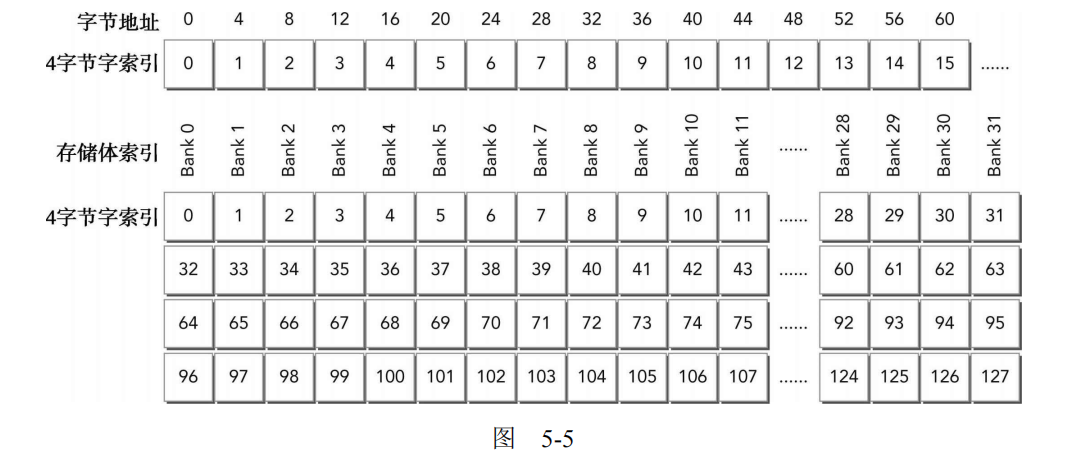 字节地址 0 4 8 12 16 20 24 28 32 36 40 44 48 52 56 60
4字节字索引 0 1 2 3 4 5 6 7 8 9 10 11 12 13 14 15 ......
存储体索引 Bank 0 Bank 1 Bank 2 Bank 3 Bank 4 Bank 5 Bank 6 Bank 7 Bank 8 Bank 9 Bank 10 Bank 11 ...... Bank 28 Bank 29 Bank 30 Bank 31
4字节字索引 0 1 2 3 4 5 6 7 8 9 10 11 ...... 28 29 30 31
32 33 34 35 36 37 38 39 40 41 42 43 ...... 60 61 62 63
64 65 66 67 68 69 70 71 72 73 74 75 ...... 92 93 94 95
96 97 98 99 100 101 102 103 104 105 106 107 ...... 124 125 126 127
图 5-5